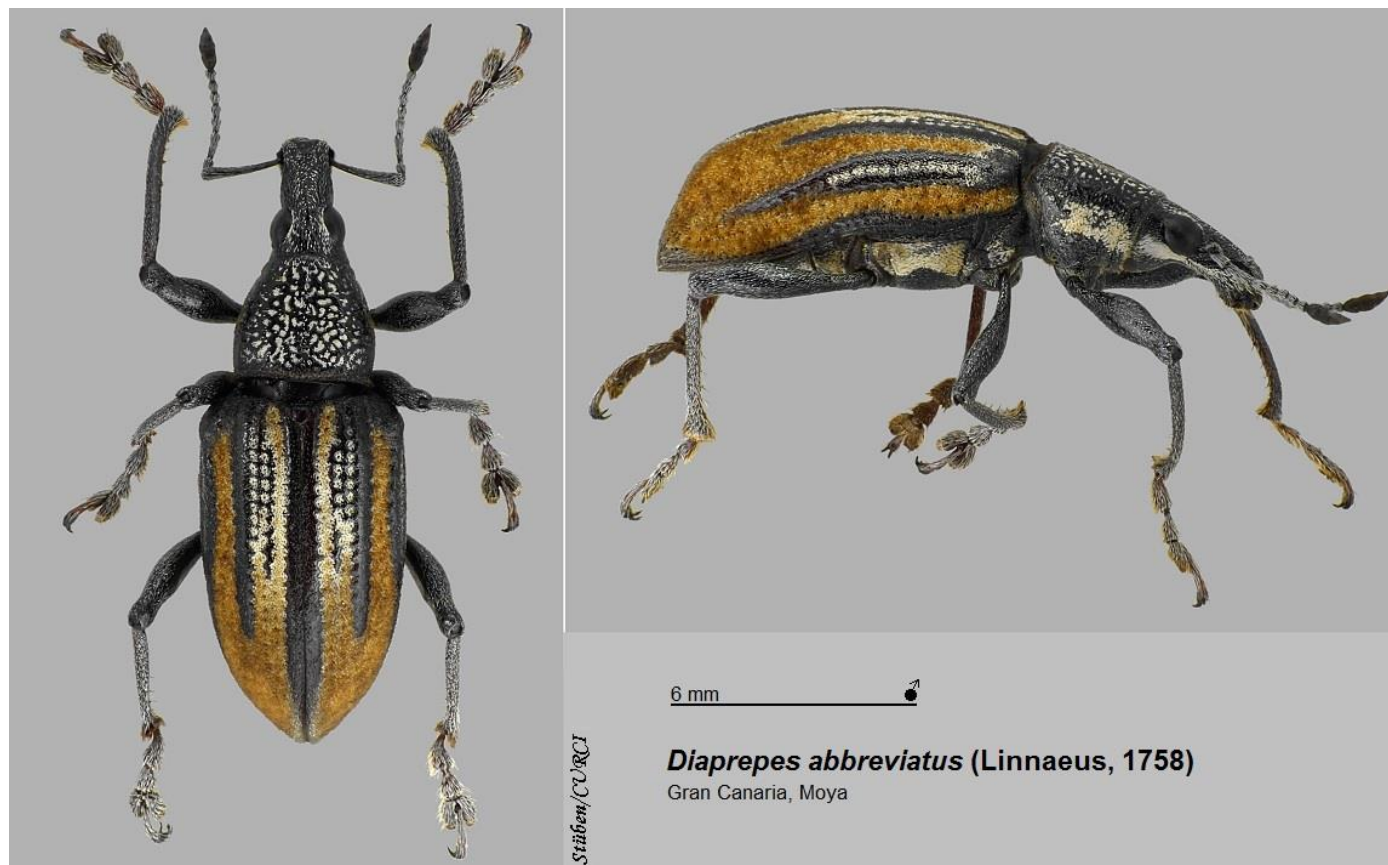 6 mm
Diaprepes abbreviatus (Linnaeus, 1758)
Gran Canaria, Moya
Stüben/CURCI